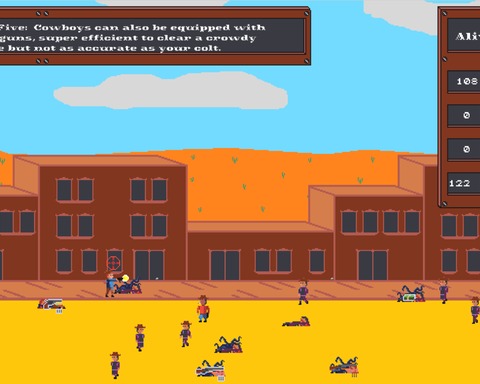 Five: Cowboys can also be equipped with
guns, super efficient to clear a crowdy
but not as accurate as your colt.
Ali
108
0
0
122